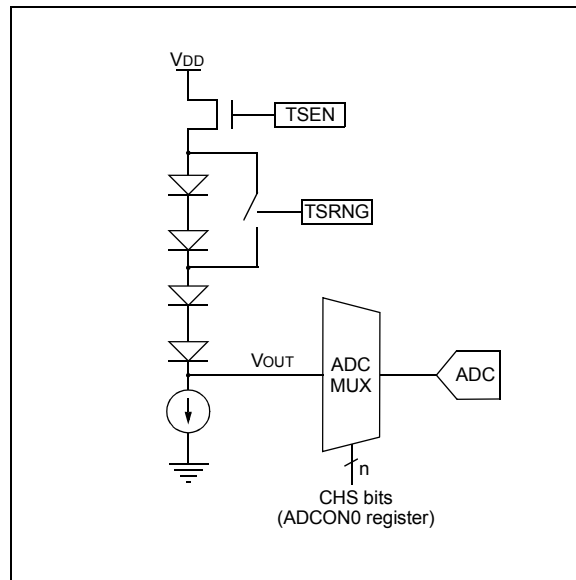 VDD
TSEN
TSRNG
VOUT
ADC
MUX
ADC
n
CHS bits
(ADCON0 register)